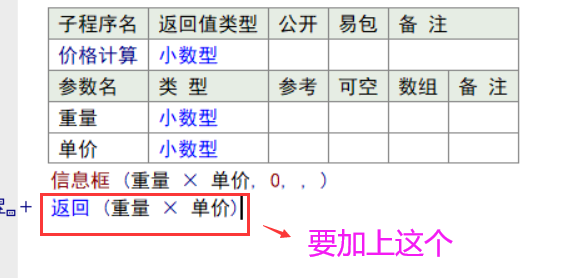 子程序名 返回值类型 公开 易包 备 注
价格计算 小数型
参数名 类 型 参考 可空 数组 备 注
重量 小数型
单价 小数型
信息框 (重量 × 单价, 0, , )
返回 (重量 × 单价)
要加上这个